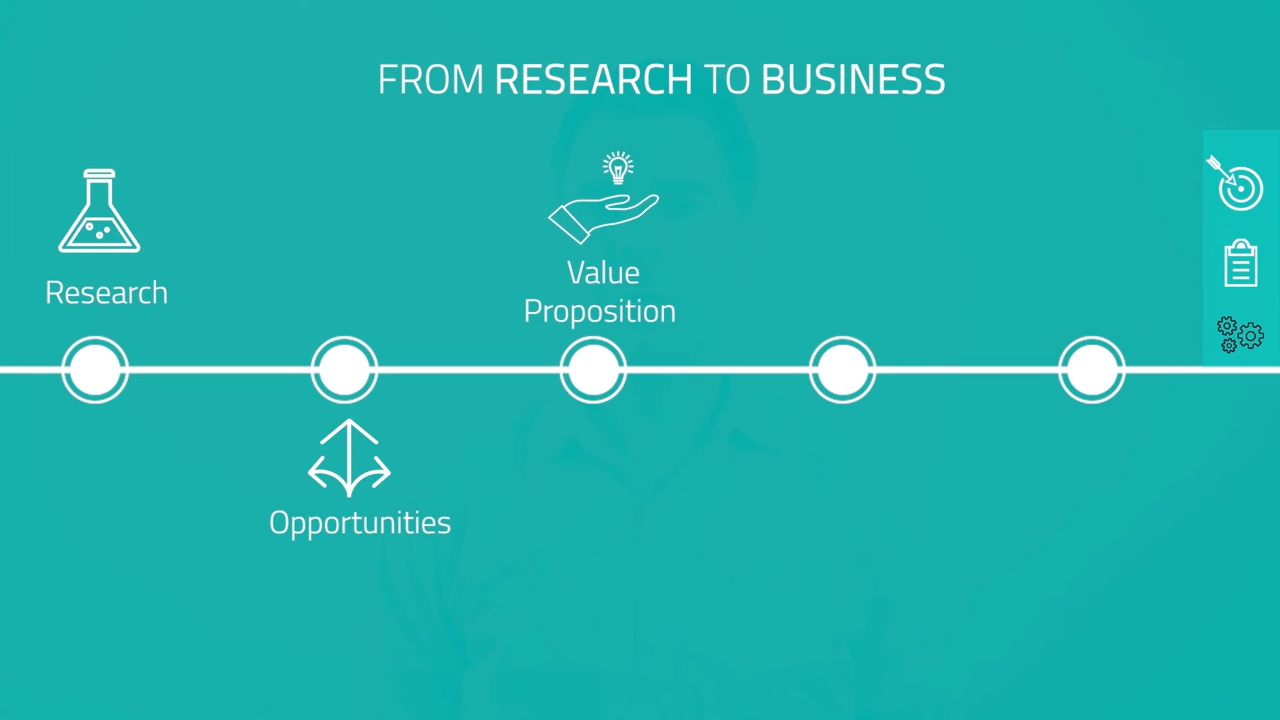 FROM RESEARCH TO BUSINESS
Research
Value
Proposition
Opportunities